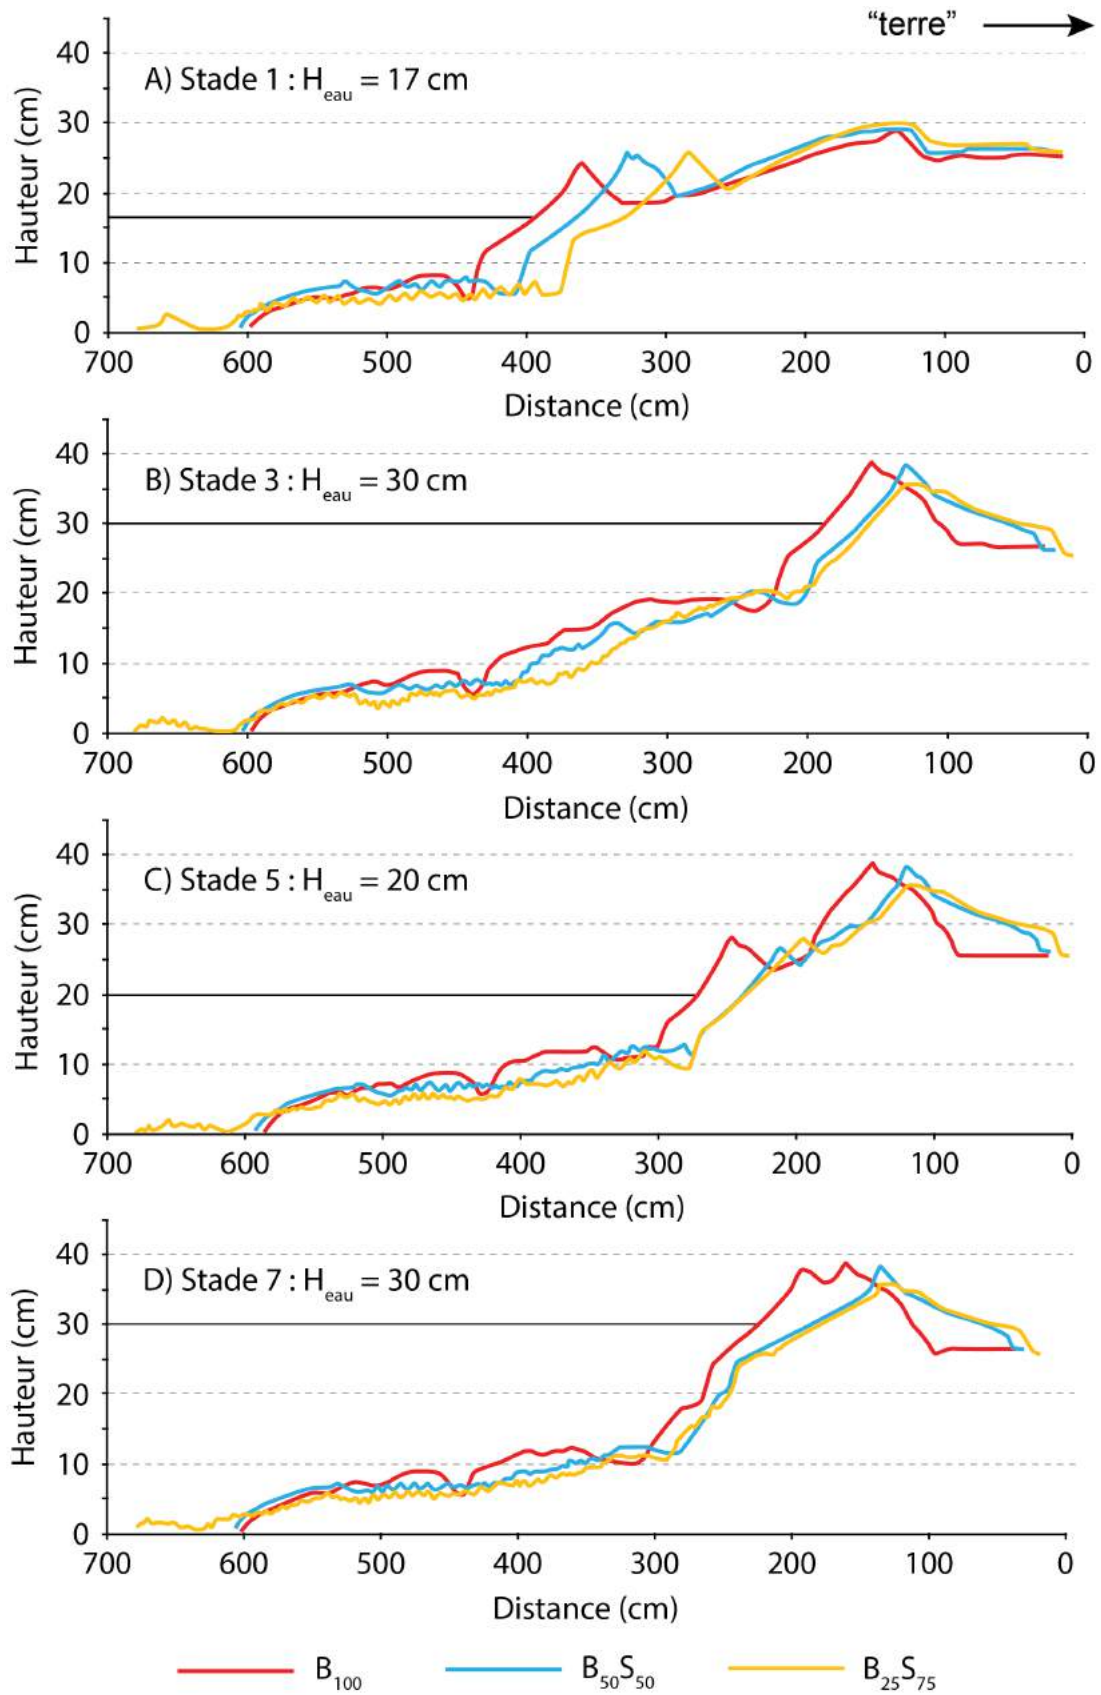 “terre”
A) Stade 1 : Heau = 17 cm
Hauteur (cm)
40
30
20
10
0
700 600 500 400 300 200 100 0
Distance (cm)
B) Stade 3 : Heau = 30 cm
Hauteur (cm)
40
30
20
10
0
700 600 500 400 300 200 100 0
Distance (cm)
C) Stade 5 : Heau = 20 cm
Hauteur (cm)
40
30
20
10
0
700 600 500 400 300 200 100 0
Distance (cm)
D) Stade 7 : Heau = 30 cm
Hauteur (cm)
40
30
20
10
0
700 600 500 400 300 200 100 0
Distance (cm)
B100 B50S50 B25S75